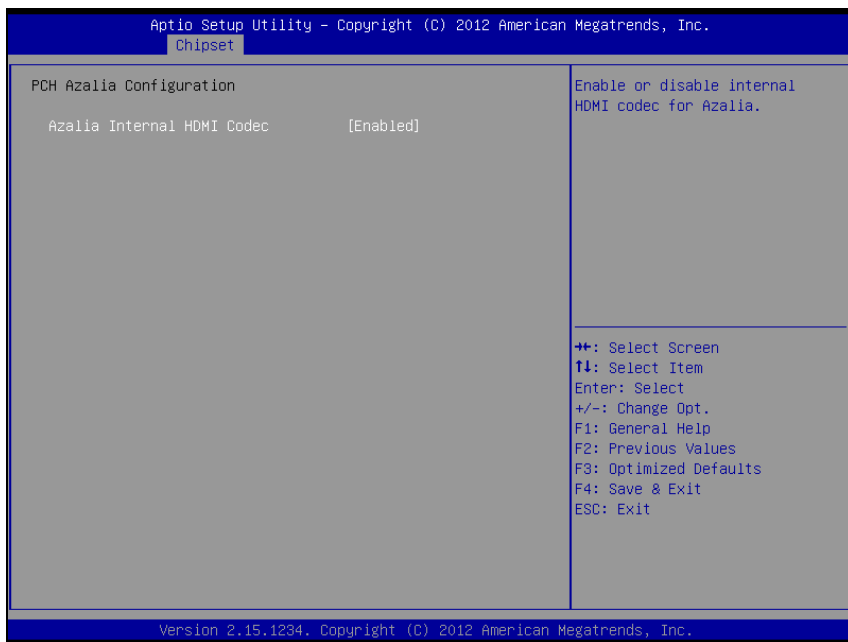 Aptio Setup Utility – Copyright (C) 2012 American Megatrends, Inc.
Chipset
PCH Azalia Configuration
Azalia Internal HDMI Codec [Enabled]
Enable or disable internal
HDMI codec for Azalia.
→←: Select Screen
↑↓: Select Item
Enter: Select
+/-: Change Opt.
F1: General Help
F2: Previous Values
F3: Optimized Defaults
F4: Save & Exit
ESC: Exit
Version 2.15.1234. Copyright (C) 2012 American Megatrends, Inc.